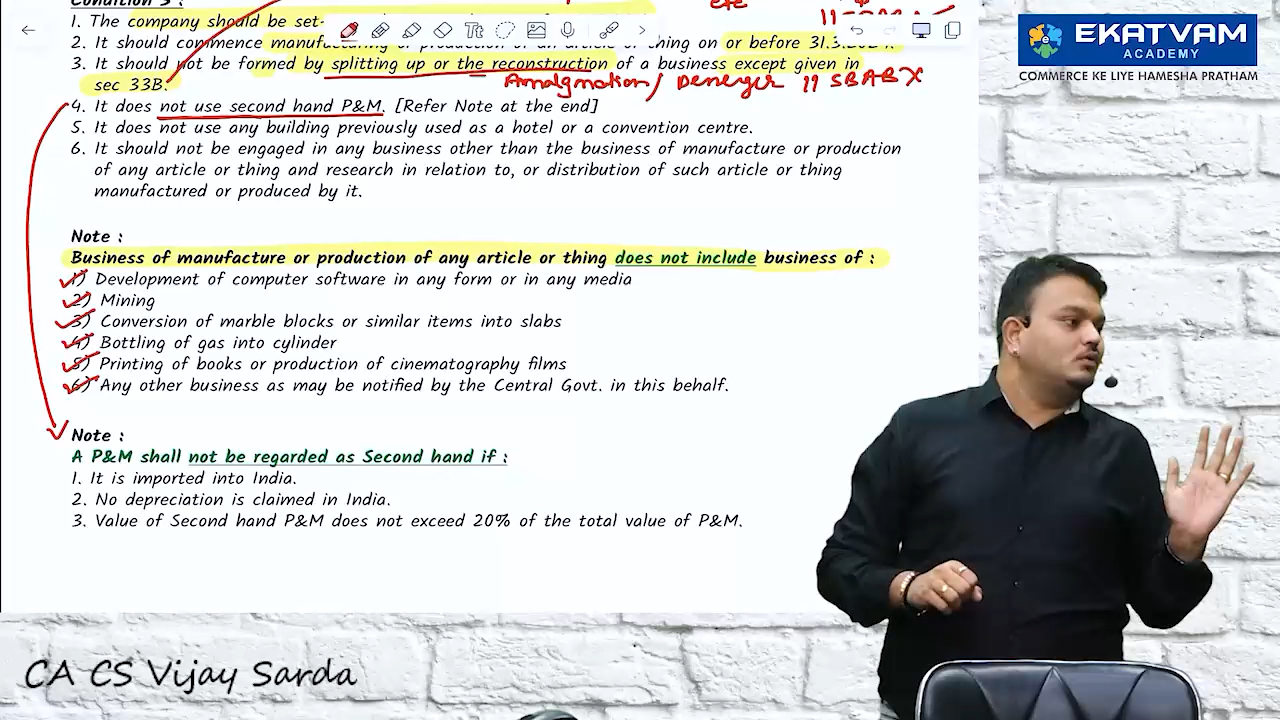 Condition 3 :
etc
1. The company should be set-
2. It should commence manufacturing or production of an article or thing on or before 31.3.2024.
3. It should not be formed by splitting up or the reconstruction of a business except given in
sec 33B.
Amalgmation / Demerger
4. It does not use second hand P&M. [Refer Note at the end]
5. It does not use any building previously used as a hotel or a convention centre.
6. It should not be engaged in any business other than the business of manufacture or production
of any article or thing and research in relation to, or distribution of such article or thing
manufactured or produced by it.
Note :
Business of manufacture or production of any article or thing does not include business of :
1) Development of computer software in any form or in any media
2) Mining
3) Conversion of marble blocks or similar items into slabs
4) Bottling of gas into cylinder
5) Printing of books or production of cinematography films
6) Any other business as may be notified by the Central Govt. in this behalf.
Note :
A P&M shall not be regarded as Second hand if :
1. It is imported into India.
2. No depreciation is claimed in India.
3. Value of Second hand P&M does not exceed 20% of the total value of P&M.
EKATVAM
ACADEMY
COMMERCE KE LIYE HAMESHA PRATHAM
CA CS Vijay Sarda